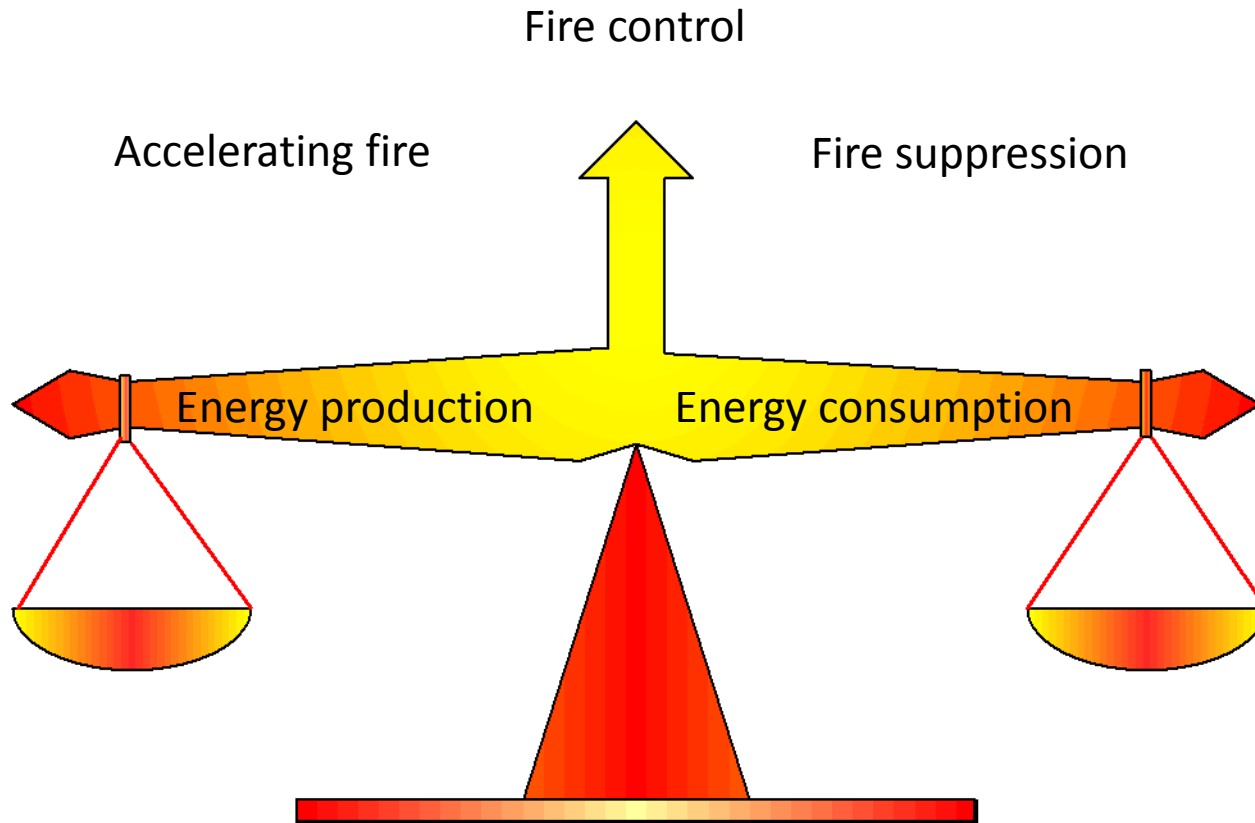 Fire control
Accelerating fire
Fire suppression
Energy production
Energy consumption